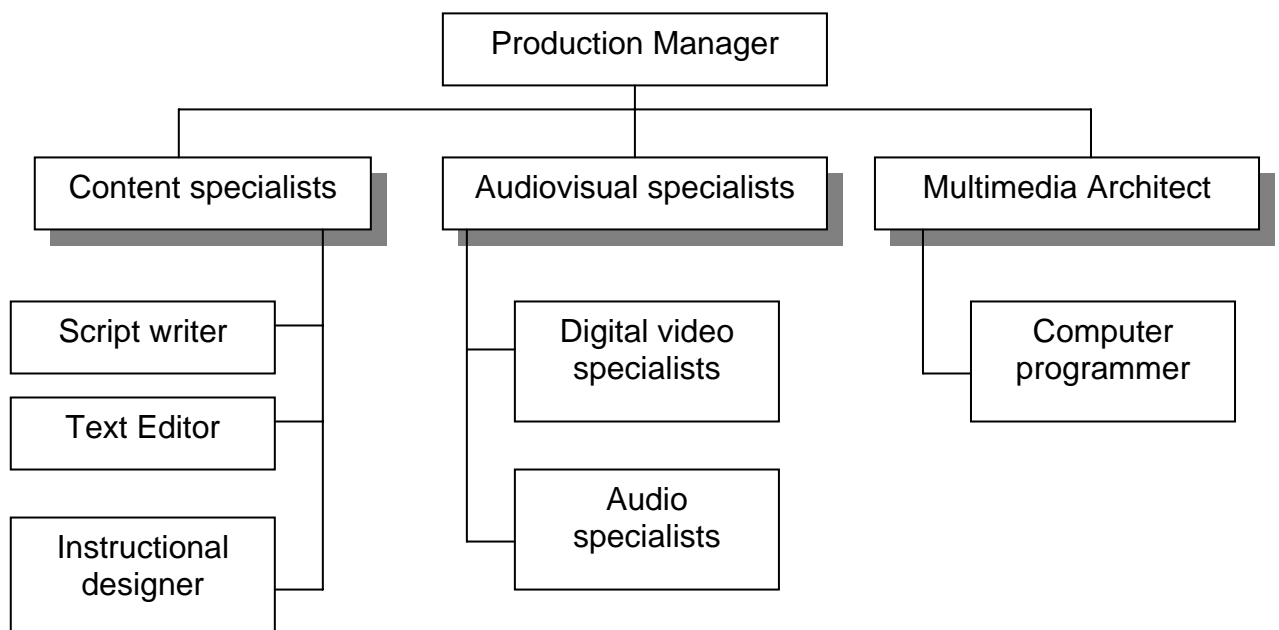 Production Manager
Content specialists
Audiovisual specialists
Multimedia Architect
Script writer
Text Editor
Instructional
designer
Digital video
specialists
Audio
specialists
Computer
programmer